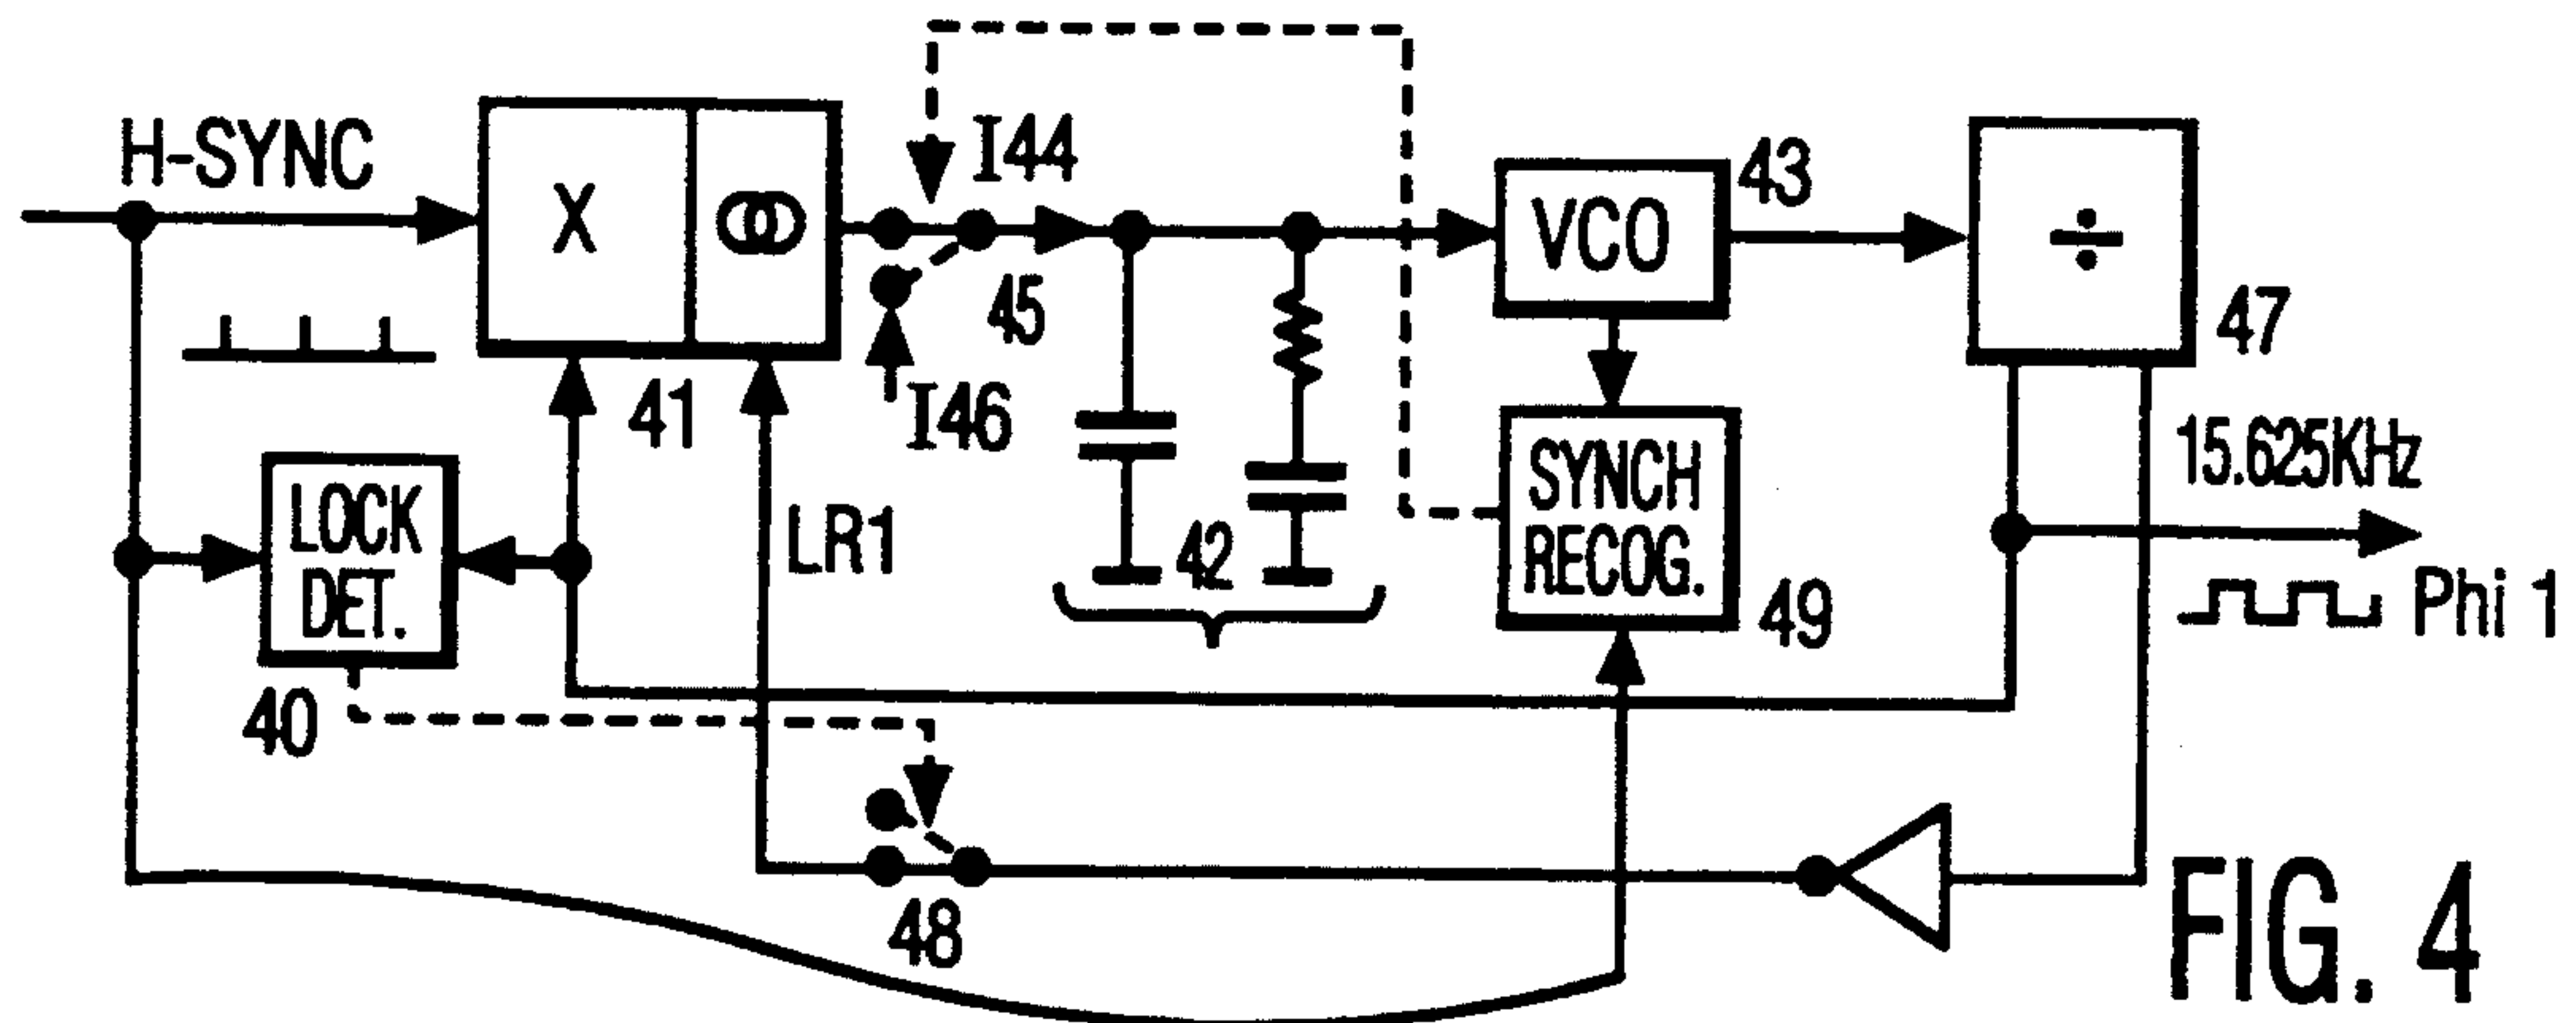 H-SYNC
X
I44
45
I46
41
LR1
42
VCO
43
÷
47
15.625KHz
Phi 1
LOCK
DET.
40
SYNCH
RECOG.
49
48
FIG. 4